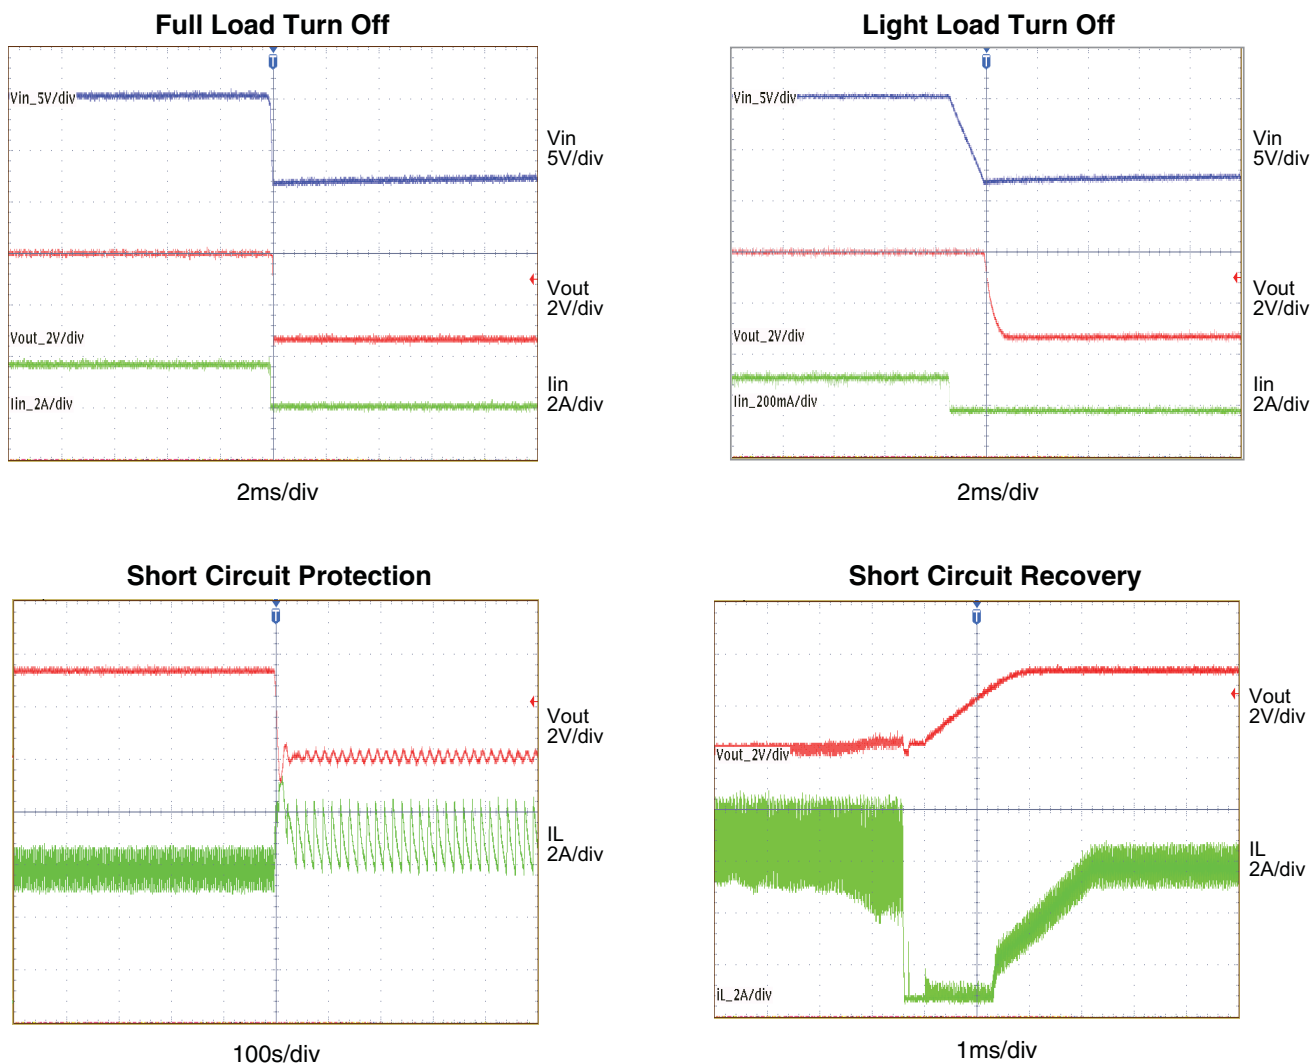 Full Load Turn Off
T
Vin_5V/div
Vin
5V/div
Vout
2V/div
Vout_2V/div
Iin
2A/div
Iin_2A/div
2ms/div
Light Load Turn Off
T
Vin_5V/div
Vin
5V/div
Vout
2V/div
Vout_2V/div
Iin
2A/div
Iin_200mA/div
2ms/div
Short Circuit Protection
T
Vout
2V/div
IL
2A/div
100s/div
Short Circuit Recovery
T
Vout
2V/div
Vout_2V/div
IL
2A/div
iL_2A/div
1ms/div